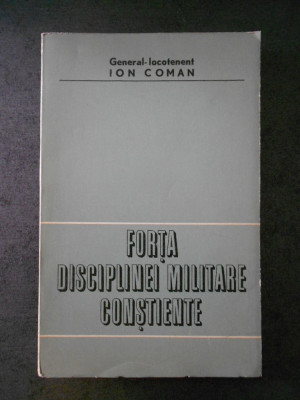 General-locotenent
ION COMAN
FORȚA
DISCIPLINEI MILITARE
CONȘTIENTE